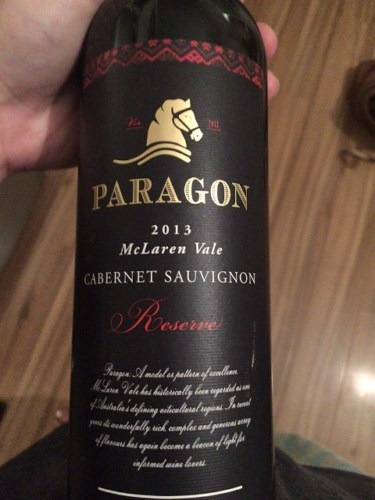 PARAGON
2013
McLaren Vale
CABERNET SAUVIGNON
Reserve
Paragon: A model or pattern of excellence.
McLaren Vale has historically been regarded as one
of Australia's defining viticultural regions. In recent
years its wonderfully rich, complex and generous array
of flavours has again become a beacon of light for
informed wine lovers.